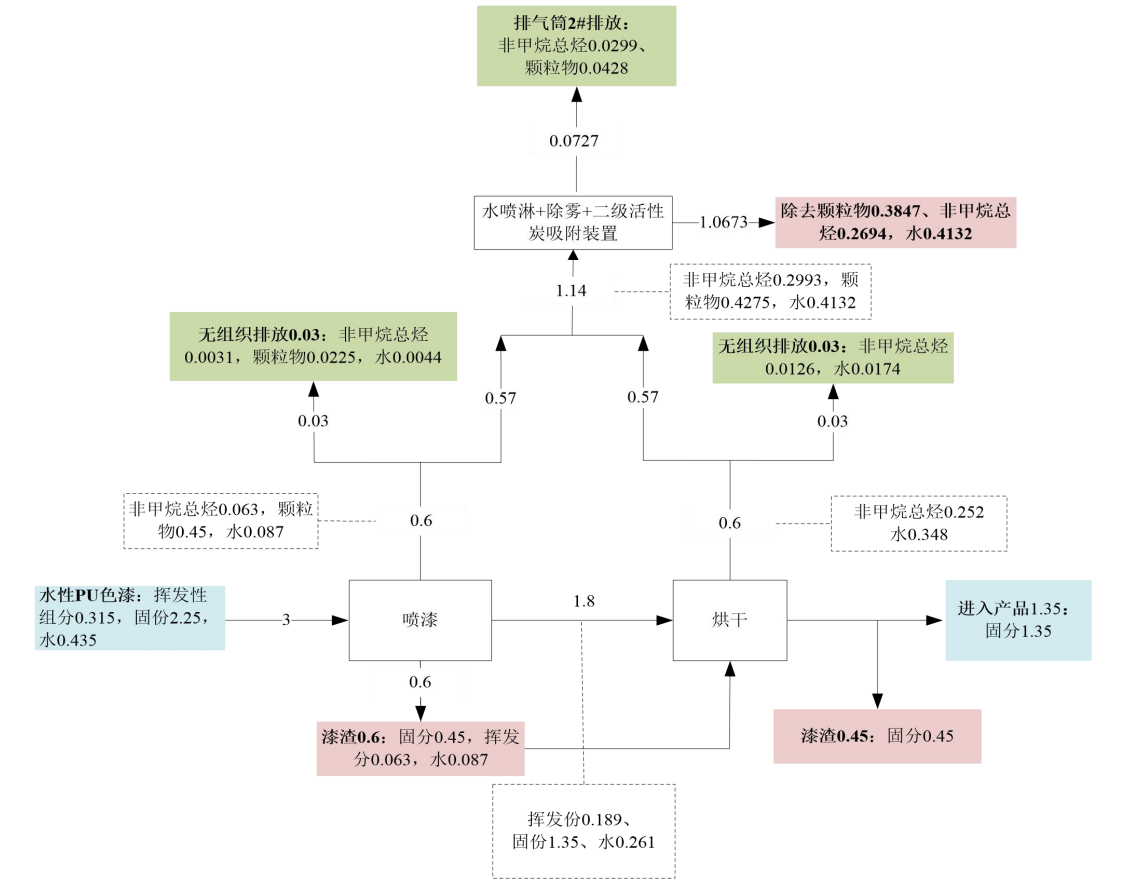 排气筒2#排放：
非甲烷总烃0.0299、
颗粒物0.0428
0.0727
水喷淋+除雾+二级活性
炭吸附装置
1.0673
除去颗粒物0.3847、非甲烷总
烃0.2694，水0.4132
1.14
非甲烷总烃0.2993，颗
粒物0.4275，水0.4132
无组织排放0.03：非甲烷总烃
0.0031，颗粒物0.0225，水0.0044
无组织排放0.03：非甲烷总烃
0.0126，水0.0174
0.03
0.57
0.57
0.03
非甲烷总烃0.063，颗粒
物0.45，水0.087
0.6
0.6
非甲烷总烃0.252
水0.348
水性PU色漆：挥发性
组分0.315，固份2.25，
水0.435
3
喷漆
1.8
烘干
进入产品1.35：
固分1.35
0.6
漆渣0.6：固分0.45，挥发
分0.063，水0.087
漆渣0.45：固分0.45
挥发份0.189、
固份1.35、水0.261